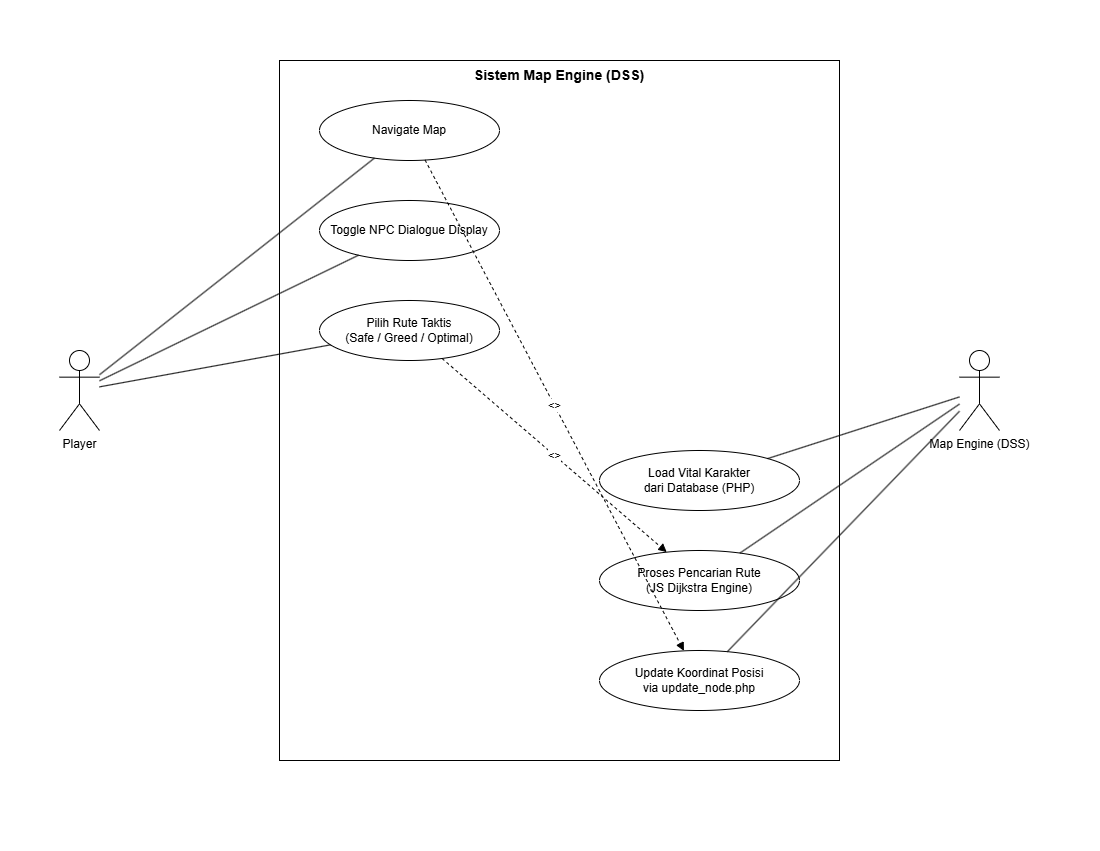 Sistem Map Engine (DSS)
Navigate Map
Toggle NPC Dialogue Display
Pilih Rute Taktis
(Safe / Greed / Optimal)
Player
Map Engine (DSS)
<>
<>
Load Vital Karakter
dari Database (PHP)
Proses Pencarian Rute
(JS Dijkstra Engine)
Update Koordinat Posisi
via update_node.php